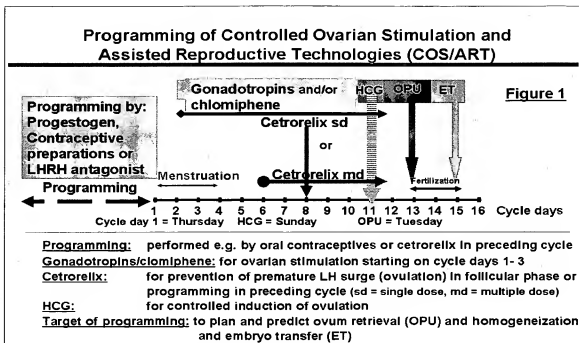 Programming of Controlled Ovarian Stimulation and
Assisted Reproductive Technologies (COS/ART)
Gonadotropins and/or
chlomiphene
HCG OPU ET
Figure 1
Programming by:
Progestogen,
Contraceptive
preparations or
LHRH antagonist
Cetrorelix sd
or
Cetrorelix md
Programming
Menstruation
Fertilization
1 2 3 4 5 6 7 8 9 10 11 12 13 14 15 16 Cycle days
Cycle day 1 = Thursday HCG = Sunday OPU = Tuesday
Programming: performed e.g. by oral contraceptives or cetrorelix in preceding cycle
Gonadotropins/clomiphene: for ovarian stimulation starting on cycle days 1- 3
Cetrorelix: for prevention of premature LH surge (ovulation) in follicular phase or
programming in preceding cycle (sd = single dose, md = multiple dose)
HCG: for controlled induction of ovulation
Target of programming: to plan and predict ovum retrieval (OPU) and homogeneization
and embryo transfer (ET)